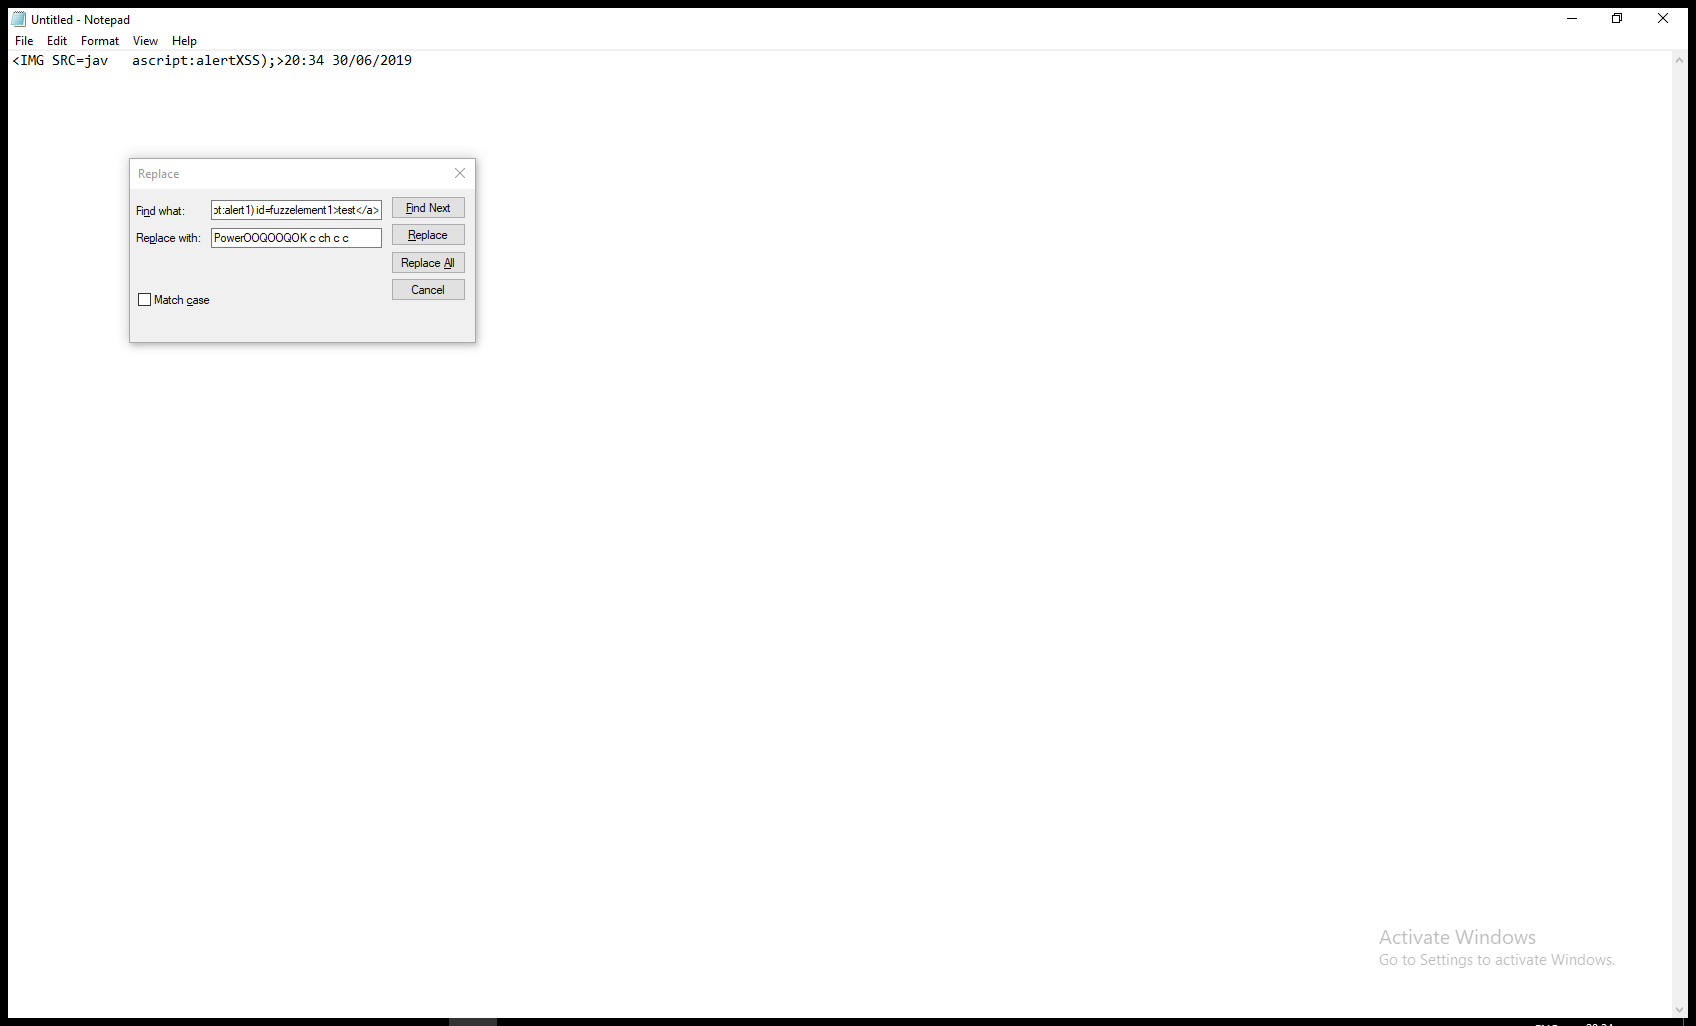 Untitled - Notepad
File Edit Format View Help
<IMG SRC=jav   ascript:alertXSS);>20:34 30/06/2019
Replace
Find what: pt:alert1) id=fuzzelement1>test</a> Find Next
Replace with: PowerOOQOOQOK c ch c c Replace
Replace All
Cancel
Match case
Activate Windows
Go to Settings to activate Windows.